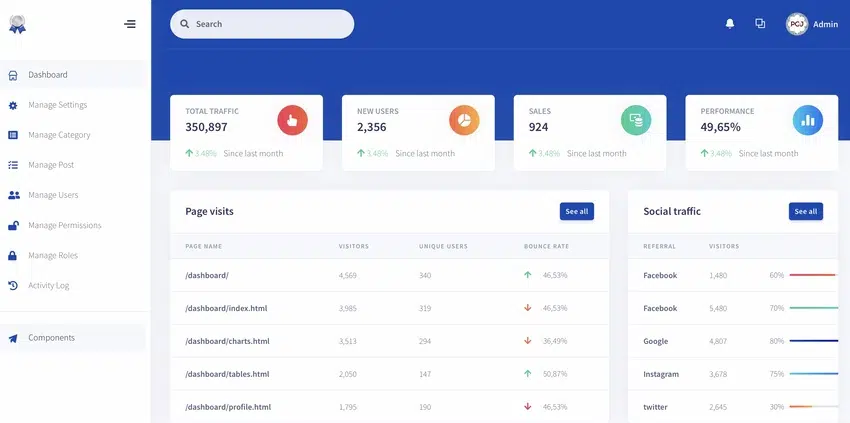 Search
PCJ
Admin
Dashboard
Manage Settings
Manage Category
Manage Post
Manage Users
Manage Permissions
Manage Roles
Activity Log
Components
TOTAL TRAFFIC
350,897
3.48% Since last month
NEW USERS
2,356
3.48% Since last month
SALES
924
3.48% Since last month
PERFORMANCE
49,65%
3.48% Since last month
Page visits
See all
PAGE NAME VISITORS UNIQUE USERS BOUNCE RATE
/dashboard/ 4,569 340 46,53%
/dashboard/index.html 3,985 319 46,53%
/dashboard/charts.html 3,513 294 36,49%
/dashboard/tables.html 2,050 147 50,87%
/dashboard/profile.html 1,795 190 46,53%
Social traffic
See all
REFERRAL VISITORS
Facebook 1,480 60%
Facebook 5,480 70%
Google 4,807 80%
Instagram 3,678 75%
twitter 2,645 30%